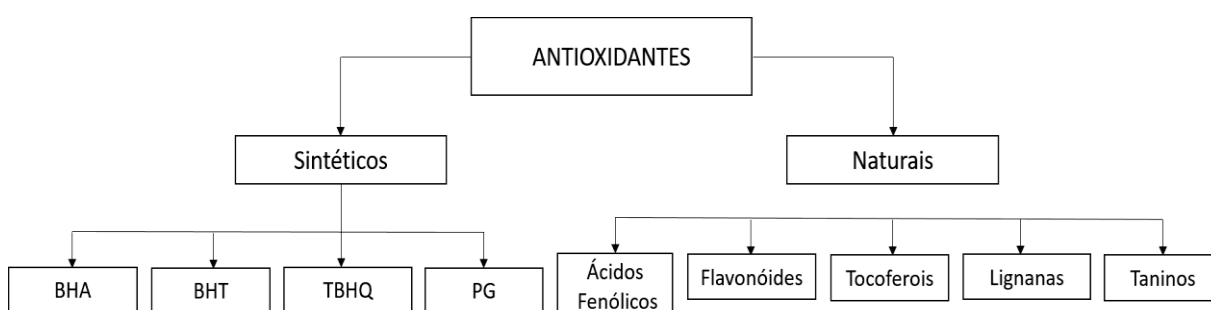 ANTIOXIDANTES
Sintéticos
Naturais
BHA
BHT
TBHQ
PG
Ácidos
Fenólicos
Flavonóides
Tocoferois
Lignanas
Taninos